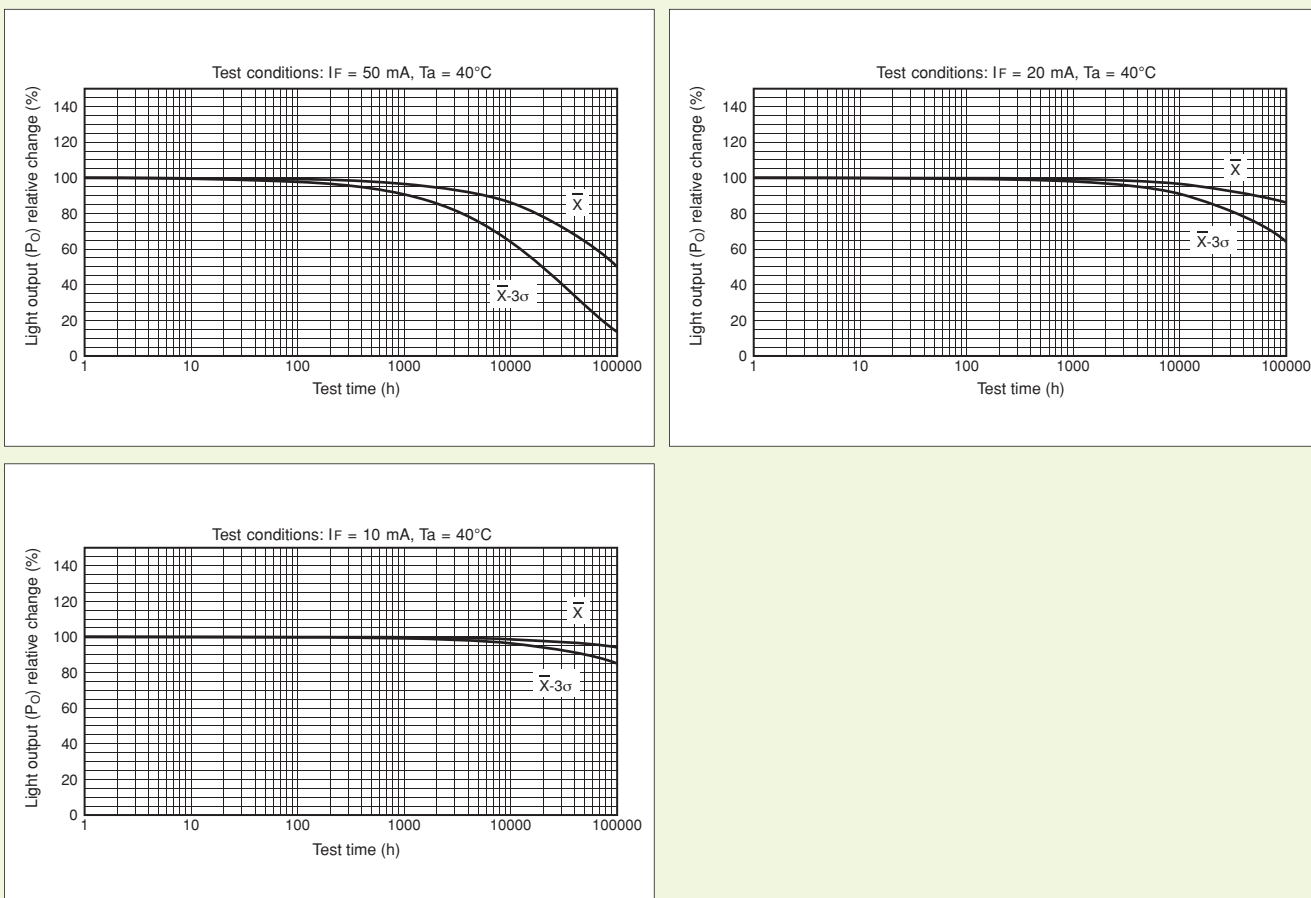 Test conditions: IF = 50 mA, Ta = 40°C
Light output (PO) relative change (%)
140
120
100
80
60
40
20
0
X̅
X̅-3σ
1 10 100 1000 10000 100000
Test time (h)
Test conditions: IF = 20 mA, Ta = 40°C
Light output (PO) relative change (%)
140
120
100
80
60
40
20
0
X̅
X̅-3σ
1 10 100 1000 10000 100000
Test time (h)
Test conditions: IF = 10 mA, Ta = 40°C
Light output (PO) relative change (%)
140
120
100
80
60
40
20
0
X̅
X̅-3σ
1 10 100 1000 10000 100000
Test time (h)